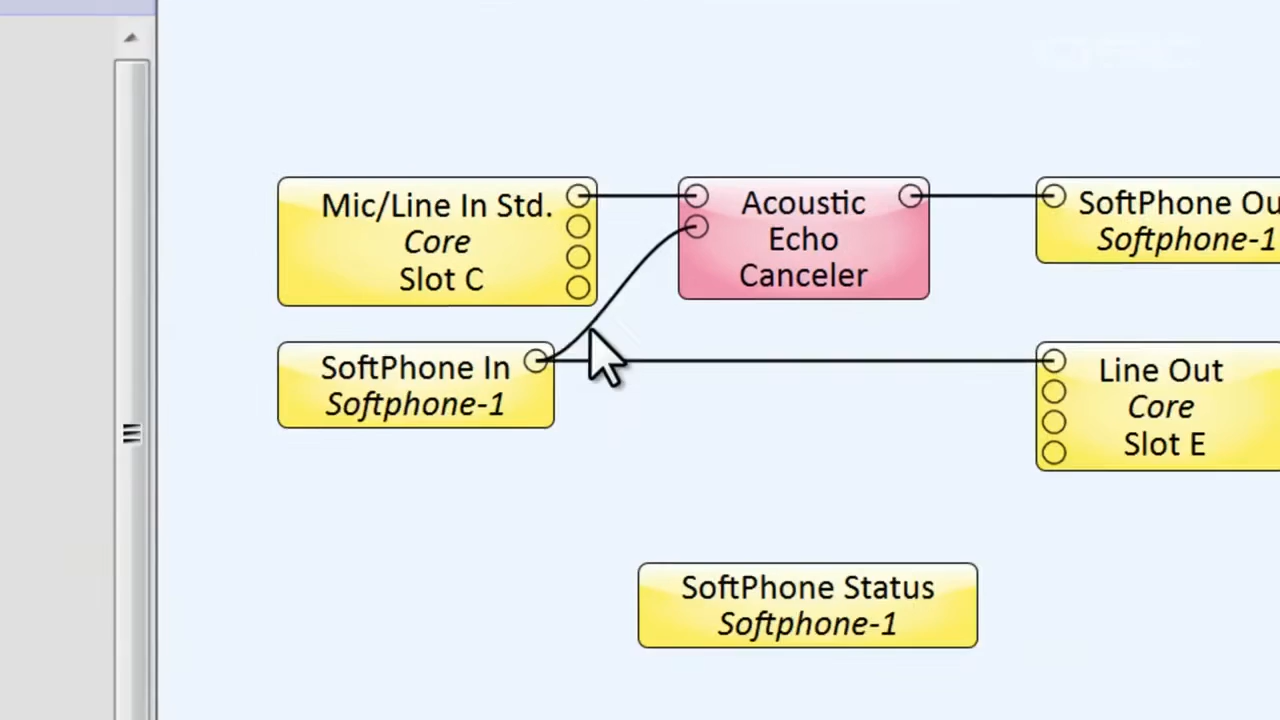 Mic/Line In Std.
Core
Slot C
Acoustic
Echo
Canceler
SoftPhone Ou
Softphone-1
SoftPhone In
Softphone-1
Line Out
Core
Slot E
SoftPhone Status
Softphone-1